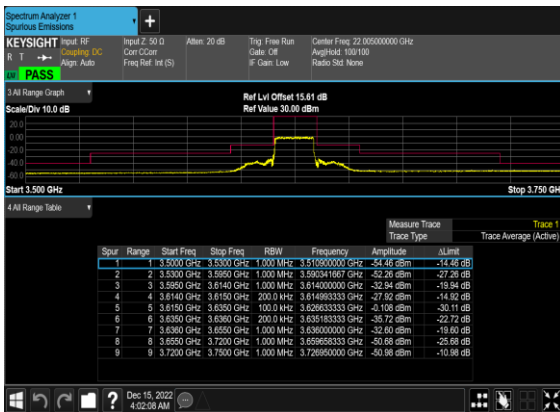 Spectrum Analyzer 1
Spurious Emissions
KEYSIGHT
R T
LV PASS
Input: RF
Coupling: DC
Align: Auto
Input Z: 50 Ω
Corr CCorr
Freq Ref: Int (S)
Atten: 20 dB
Trig: Free Run
Gate: Off
IF Gain: Low
Center Freq: 22.005000000 GHz
Avg|Hold: 100/100
Radio Std: None
3 All Range Graph
Scale/Div 10.0 dB
Ref Lvl Offset 15.61 dB
Ref Value 30.00 dBm
20.0
0.00
-20.0
-40.0
-60.0
Start 3.500 GHz
Stop 3.750 GH
4 All Range Table
Measure Trace Trace 1
Trace Type Trace Average (Active)
Spur Range Start Freq Stop Freq RBW Frequency Amplitude ΔLimit
1 1 3.5000 GHz 3.5300 GHz 1.000 MHz 3.510900000 GHz -54.46 dBm -14.46 dB
2 2 3.5300 GHz 3.5950 GHz 1.000 MHz 3.590341667 GHz -52.26 dBm -27.26 dB
3 3 3.5950 GHz 3.6140 GHz 1.000 MHz 3.614000000 GHz -32.94 dBm -19.94 dB
4 4 3.6140 GHz 3.6150 GHz 200.0 kHz 3.614993333 GHz -27.92 dBm -14.92 dB
5 5 3.6150 GHz 3.6350 GHz 100.0 kHz 3.626633333 GHz -0.108 dBm -30.11 dB
6 6 3.6350 GHz 3.6360 GHz 200.0 kHz 3.635183333 GHz -35.72 dBm -22.72 dB
7 7 3.6360 GHz 3.6550 GHz 1.000 MHz 3.636000000 GHz -32.60 dBm -19.60 dB
8 8 3.6550 GHz 3.7200 GHz 1.000 MHz 3.659658333 GHz -50.68 dBm -25.68 dB
9 9 3.7200 GHz 3.7500 GHz 1.000 MHz 3.726950000 GHz -50.98 dBm -10.98 dB
Dec 15, 2022
4:02:08 AM